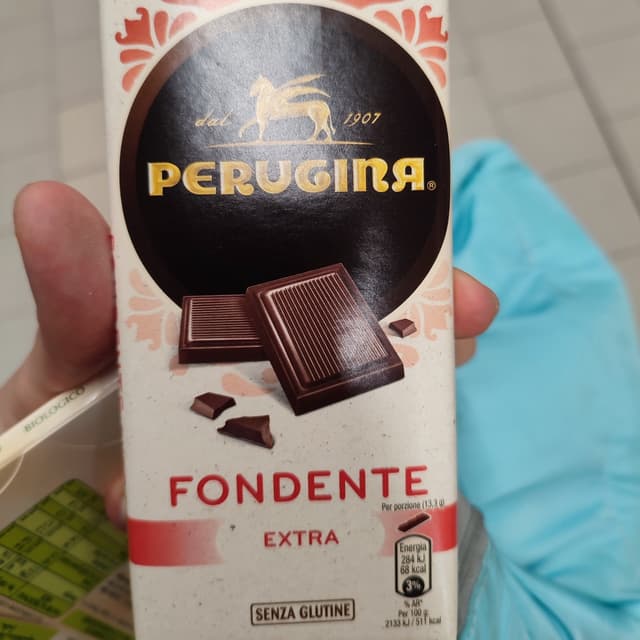 dal 1907
PERUGINA®
BIOLOGICO
FONDENTE
Per porzione (13,3 g)
EXTRA
Energia
284 kJ
68 kcal
3%
% AR*
Per 100 g:
2133 kJ / 511 kcal
SENZA GLUTINE